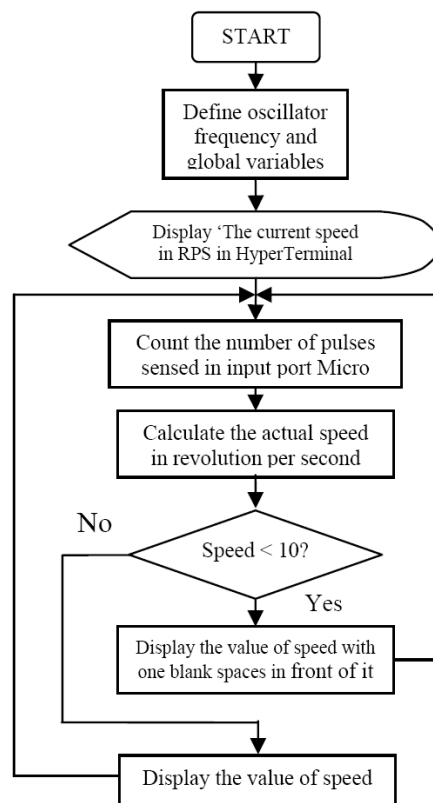 START
Define oscillator
frequency and
global variables
Display ‘The current speed
in RPS in HyperTerminal
Count the number of pulses
sensed in input port Micro
Calculate the actual speed
in revolution per second
No
Speed < 10?
Yes
Display the value of speed with
one blank spaces in front of it
Display the value of speed